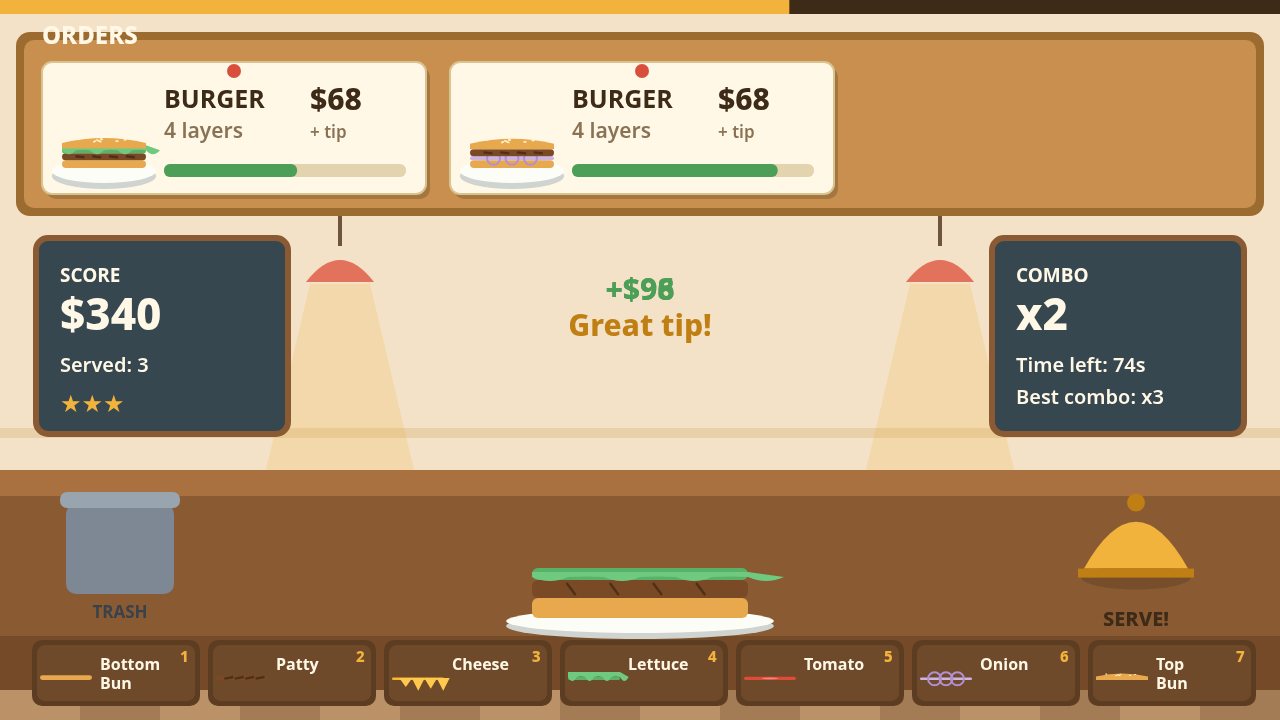 ORDERS
BURGER $68
4 layers + tip
BURGER $68
4 layers + tip
SCORE
$340
Served: 3
★★★
Great tip!
COMBO
x2
Time left: 74s
Best combo: x3
TRASH
SERVE!
Bottom Bun 1
Patty 2
Cheese 3
Lettuce 4
Tomato 5
Onion 6
Top Bun 7